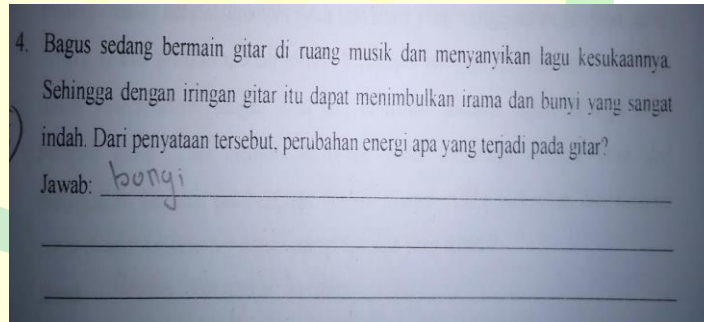 4. Bagus sedang bermain gitar di ruang musik dan menyanyikan lagu kesukaannya.
Sehingga dengan iringan gitar itu dapat menimbulkan irama dan bunyi yang sangat
indah. Dari penyataan tersebut, perubahan energi apa yang terjadi pada gitar?
Jawab: bongi